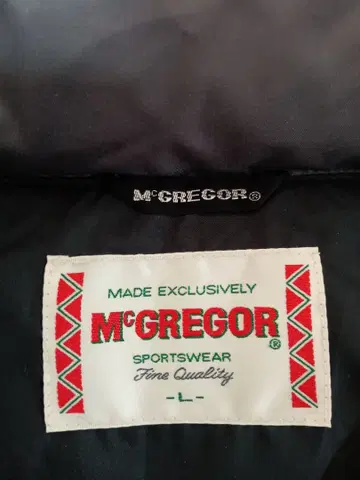 McGREGOR®
MADE EXCLUSIVELY
McGREGOR®
SPORTSWEAR
Fine Quality
-L-